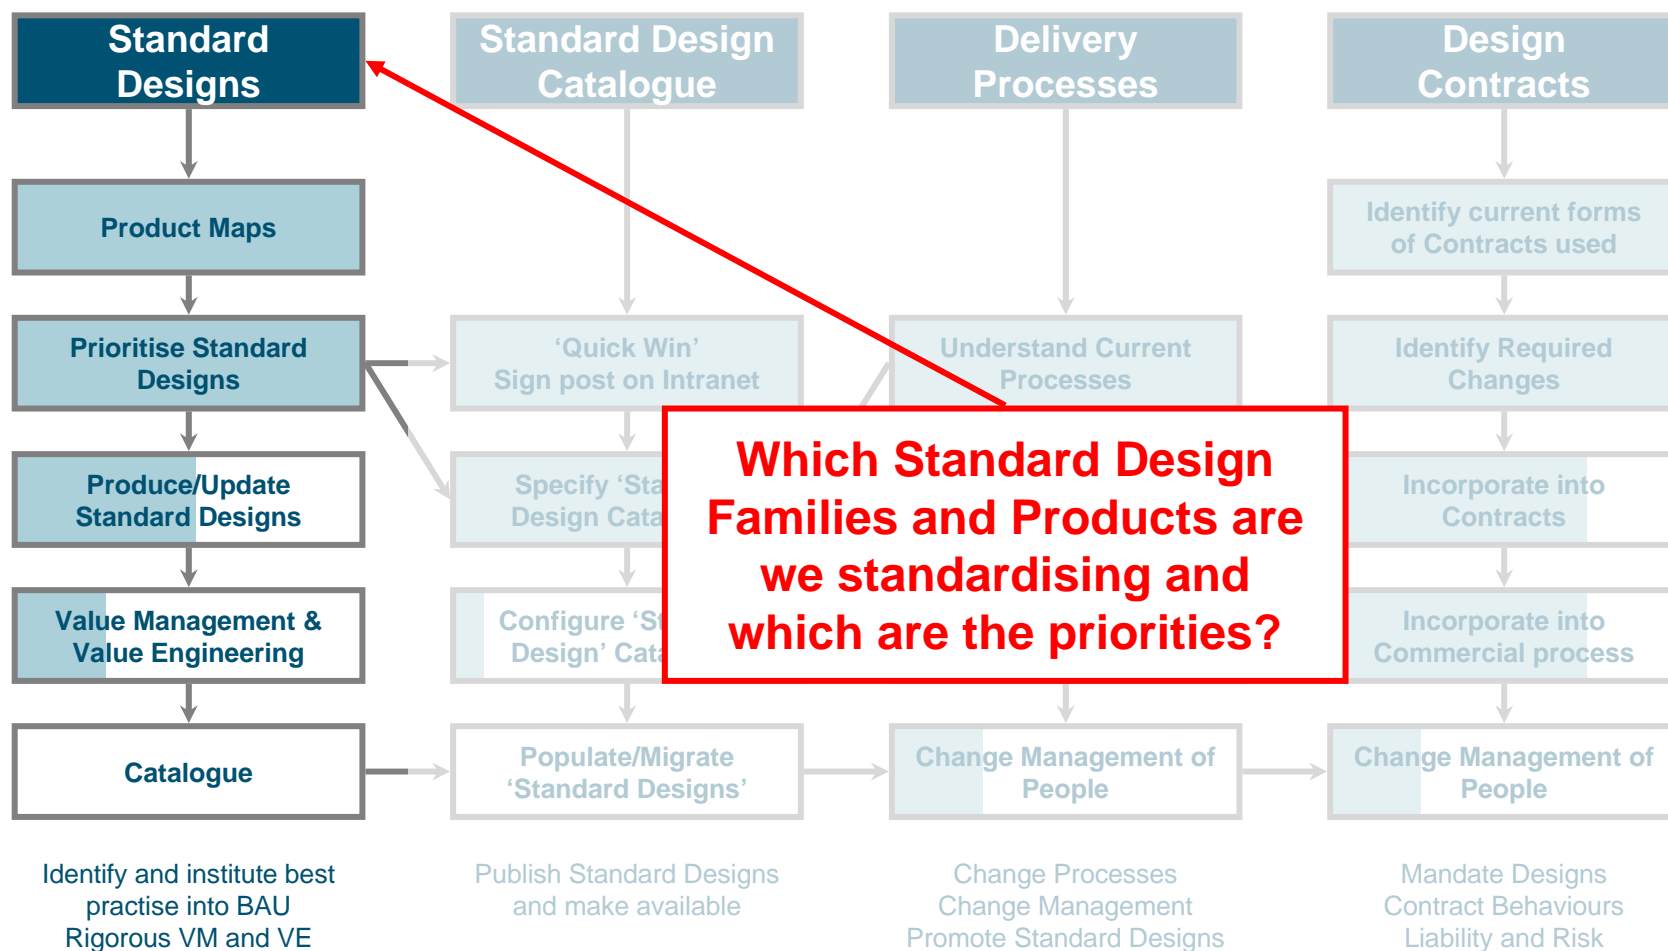 Standard
Designs
Product Maps
Prioritise Standard
Designs
Produce/Update
Standard Designs
Value Management &
Value Engineering
Catalogue
Identify and institute best
practise into BAU
Rigorous VM and VE
Standard Design
Catalogue
‘Quick Win’
Sign post on Intranet
Specify
Design
Configure
Design’
Populate/Migrate
‘Standard Designs’
Publish Standard Designs
and make available
Delivery
Processes
Understand Current
Processes
Which Standard Design
Families and Products are
we standardising and
which are the priorities?
Change Management of
People
Change Processes
Change Management
Promote Standard Designs
Design
Contracts
Identify current forms
of Contracts used
Identify Required
Changes
Incorporate into
Contracts
Incorporate into
Commercial process
Change Management of
People
Mandate Designs
Contract Behaviours
Liability and Risk